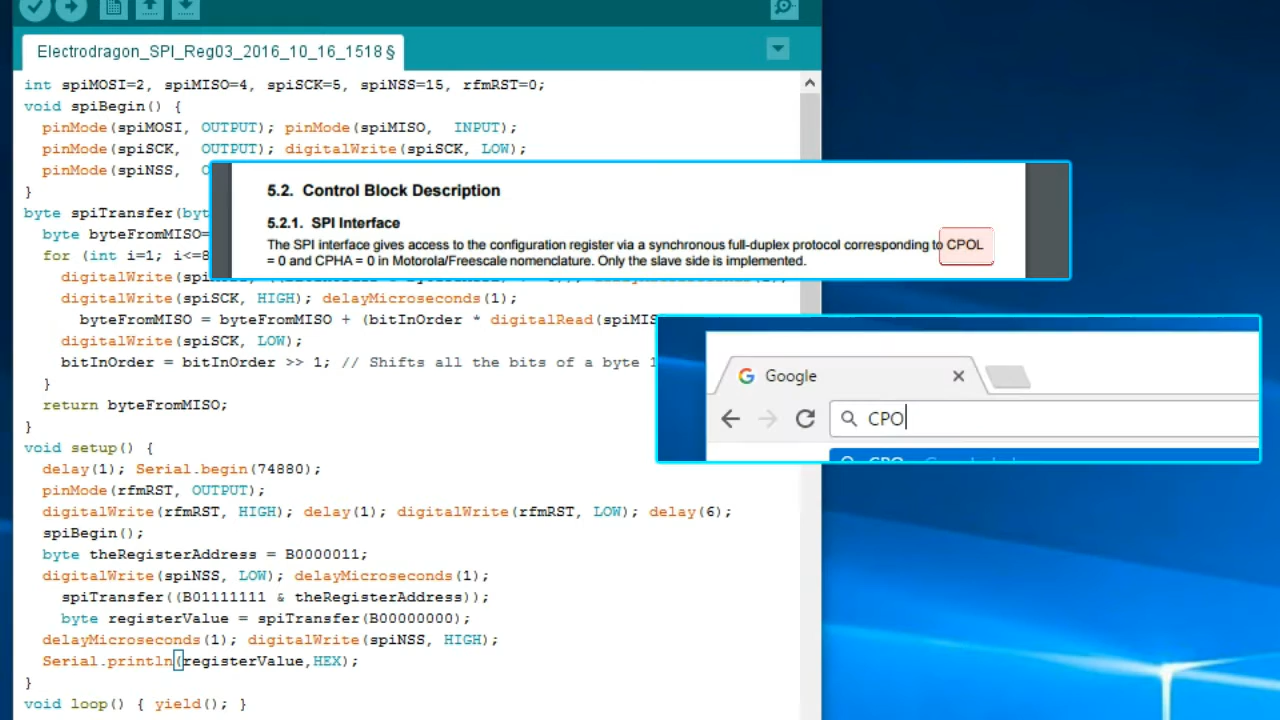 Electrodragon_SPI_Reg03_2016_10_16_1518 §
int spiMOSI=2, spiMISO=4, spiSCK=5, spiNSS=15, rfmRST=0;
void spiBegin() {
pinMode(spiMOSI, OUTPUT); pinMode(spiMISO, INPUT);
pinMode(spiSCK, OUTPUT); digitalWrite(spiSCK, LOW);
pinMode(spiNSS,
}
byte spiTransfer(byt
byte byteFromMISO=
for (int i=1; i<=8
digitalWrite(
digitalWrite(spiSCK, HIGH); delayMicroseconds(1);
byteFromMISO = byteFromMISO + (bitInOrder * digitalRead(spiMIS
digitalWrite(spiSCK, LOW);
bitInOrder = bitInOrder >> 1; // Shifts all the bits of a byte
}
return byteFromMISO;
}
void setup() {
delay(1); Serial.begin(74880);
pinMode(rfmRST, OUTPUT);
digitalWrite(rfmRST, HIGH); delay(1); digitalWrite(rfmRST, LOW); delay(6);
spiBegin();
byte theRegisterAddress = B0000011;
digitalWrite(spiNSS, LOW); delayMicroseconds(1);
spiTransfer((B01111111 & theRegisterAddress));
byte registerValue = spiTransfer(B00000000);
delayMicroseconds(1); digitalWrite(spiNSS, HIGH);
Serial.println(registerValue,HEX);
}
void loop() { yield(); }
5.2. Control Block Description
5.2.1. SPI Interface
The SPI interface gives access to the configuration register via a synchronous full-duplex protocol corresponding to CPOL
= 0 and CPHA = 0 in Motorola/Freescale nomenclature. Only the slave side is implemented.
Google
CPO